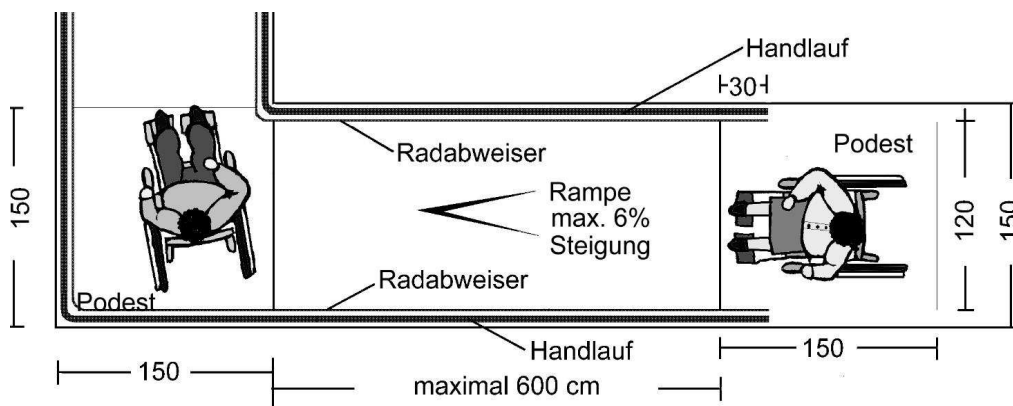 Handlauf
30
Radabweiser
Podest
Rampe
max. 6%
Steigung
150
120
150
Radabweiser
Podest
Handlauf
150
150
maximal 600 cm